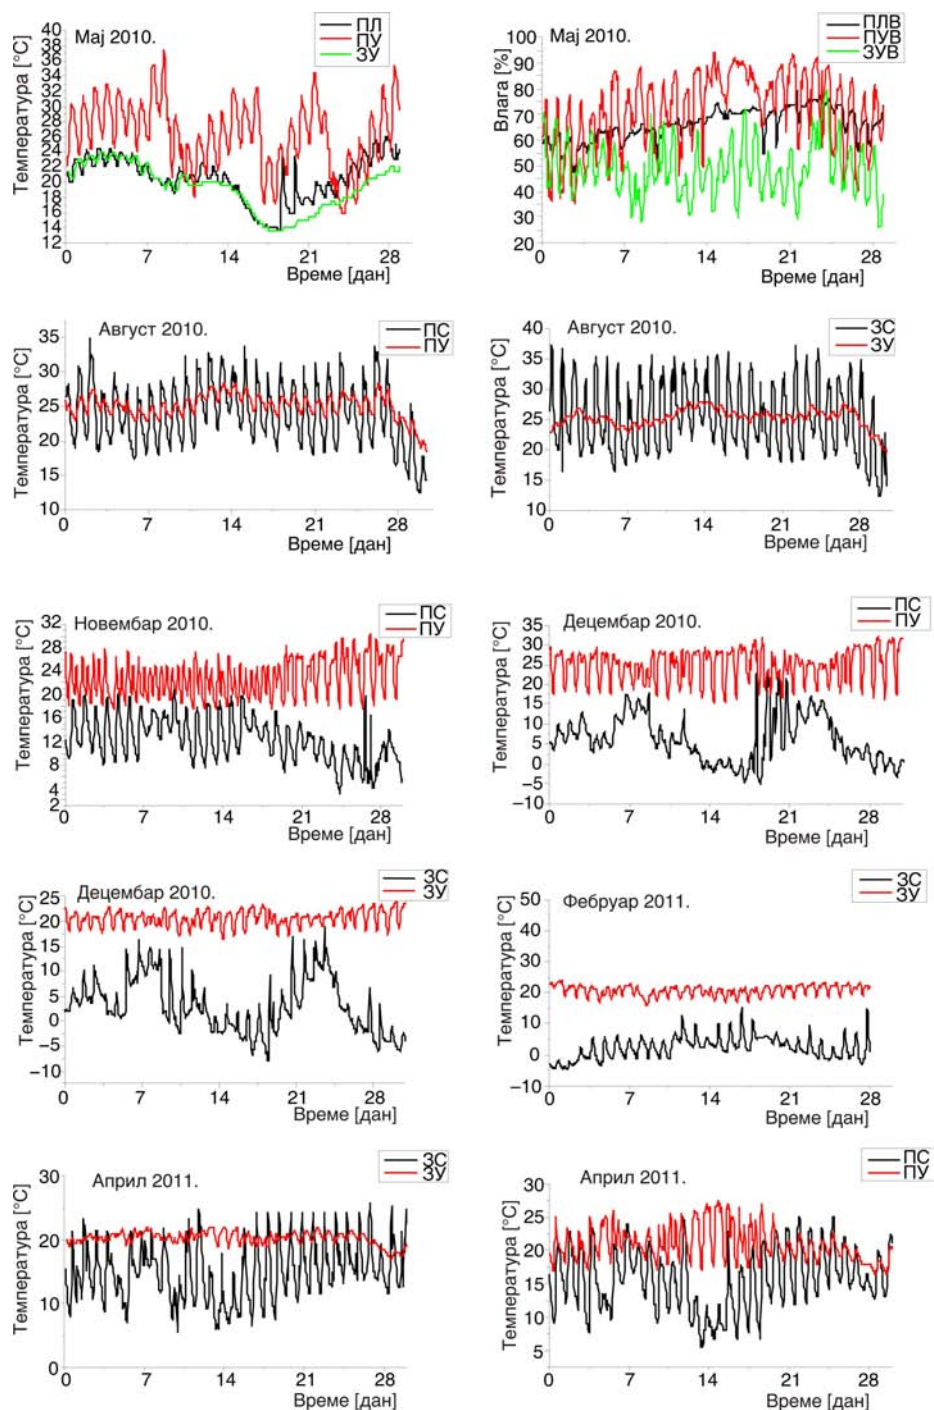 Мај 2010.
ПЛ
ПУ
ЗУ
Температура [°C]
40
38
36
34
32
30
28
26
24
22
20
18
16
14
12
0 7 14 21 28
Време [дан]
Мај 2010.
ПЛВ
ПУВ
ЗУВ
Влага [%]
100
90
80
70
60
50
40
30
20
0 7 14 21 28
Време [дан]
Август 2010.
ПС
ПУ
Температура [°C]
35
30
25
20
15
10
0 7 14 21 28
Време [дан]
Август 2010.
ЗС
ЗУ
Температура [°C]
40
35
30
25
20
15
10
0 7 14 21 28
Време [дан]
Новембар 2010.
ПС
ПУ
Температура [°C]
32
28
24
20
16
12
8
4
2
0 7 14 21 28
Време [дан]
Децембар 2010.
ПС
ПУ
Температура [°C]
35
30
25
20
15
10
5
0
−5
−10
0 7 14 21 28
Време [дан]
Децембар 2010.
ЗС
ЗУ
Температура [°C]
25
20
15
10
5
0
−5
−10
0 7 14 21 28
Време [дан]
Фебруар 2011.
ЗС
ЗУ
Температура [°C]
50
40
30
20
10
0
−10
0 7 14 21 28
Време [дан]
Април 2011.
ЗС
ЗУ
Температура [°C]
30
20
10
0
0 7 14 21 28
Време [дан]
Април 2011.
ПС
ПУ
Температура [°C]
30
25
20
15
10
5
0 7 14 21 28
Време [дан]